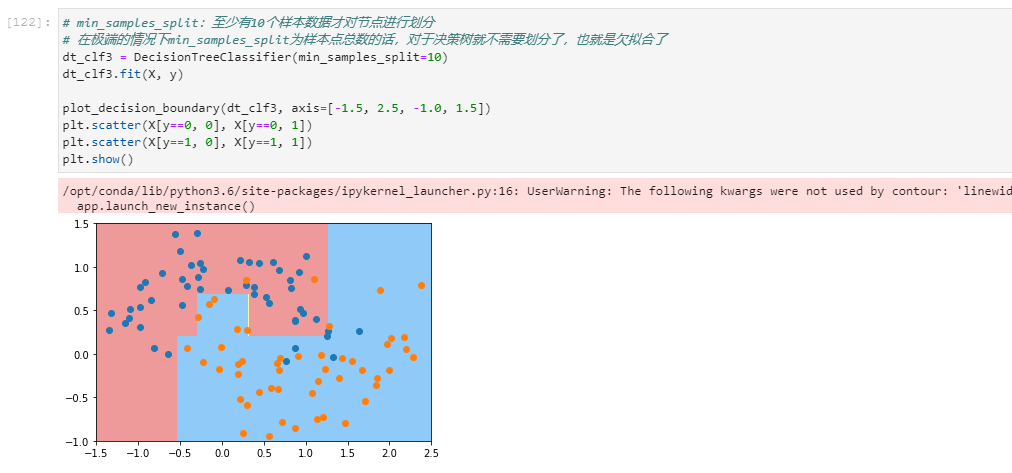 [122]:
# min_samples_split: 至少有10个样本数据才对节点进行划分
# 在极端的情况下min_samples_split为样本点总数的话，对于决策树就不需要划分了，也就是欠拟合了
dt_clf3 = DecisionTreeClassifier(min_samples_split=10)
dt_clf3.fit(X, y)
plot_decision_boundary(dt_clf3, axis=[-1.5, 2.5, -1.0, 1.5])
plt.scatter(X[y==0, 0], X[y==0, 1])
plt.scatter(X[y==1, 0], X[y==1, 1])
plt.show()
/opt/conda/lib/python3.6/site-packages/ipykernel_launcher.py:16: UserWarning: The following kwargs were not used by contour: 'linewid
app.launch_new_instance()
1.5
1.0
0.5
0.0
−0.5
−1.0
−1.5 −1.0 −0.5 0.0 0.5 1.0 1.5 2.0 2.5